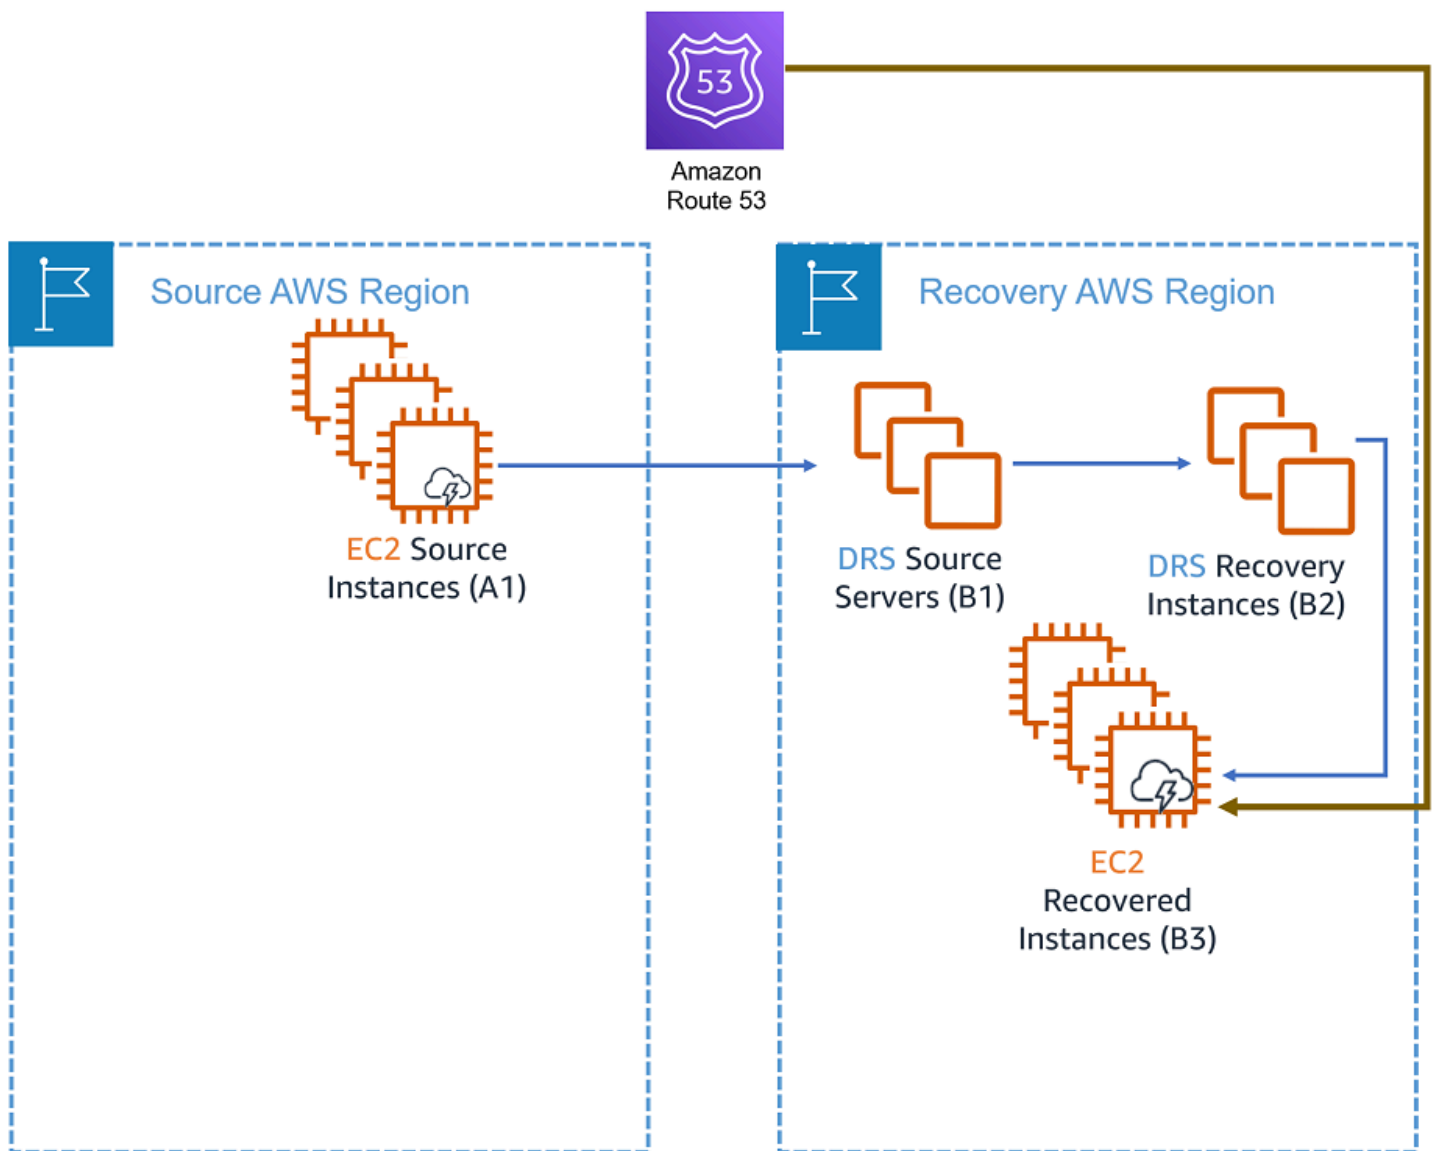 53
Amazon
Route 53
Source AWS Region
Recovery AWS Region
EC2 Source
Instances (A1)
DRS Source
Servers (B1)
DRS Recovery
Instances (B2)
EC2
Recovered
Instances (B3)